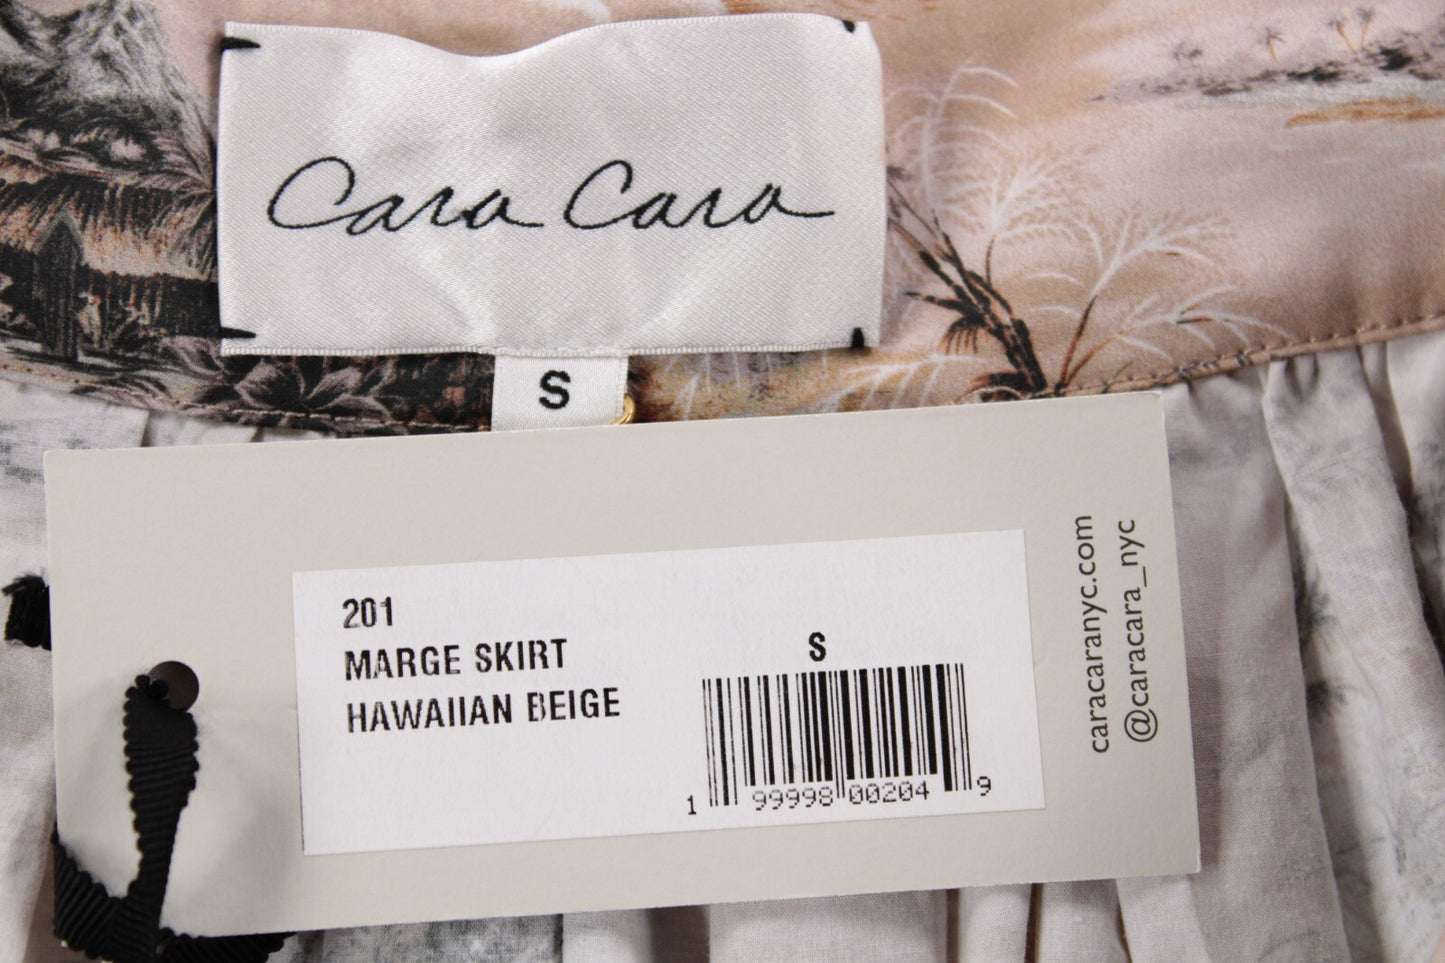 Cara Cara
S
201
MARGE SKIRT
HAWAIIAN BEIGE
S
1 99998 00204 9
caracaranyc.com
@caracara_nyc